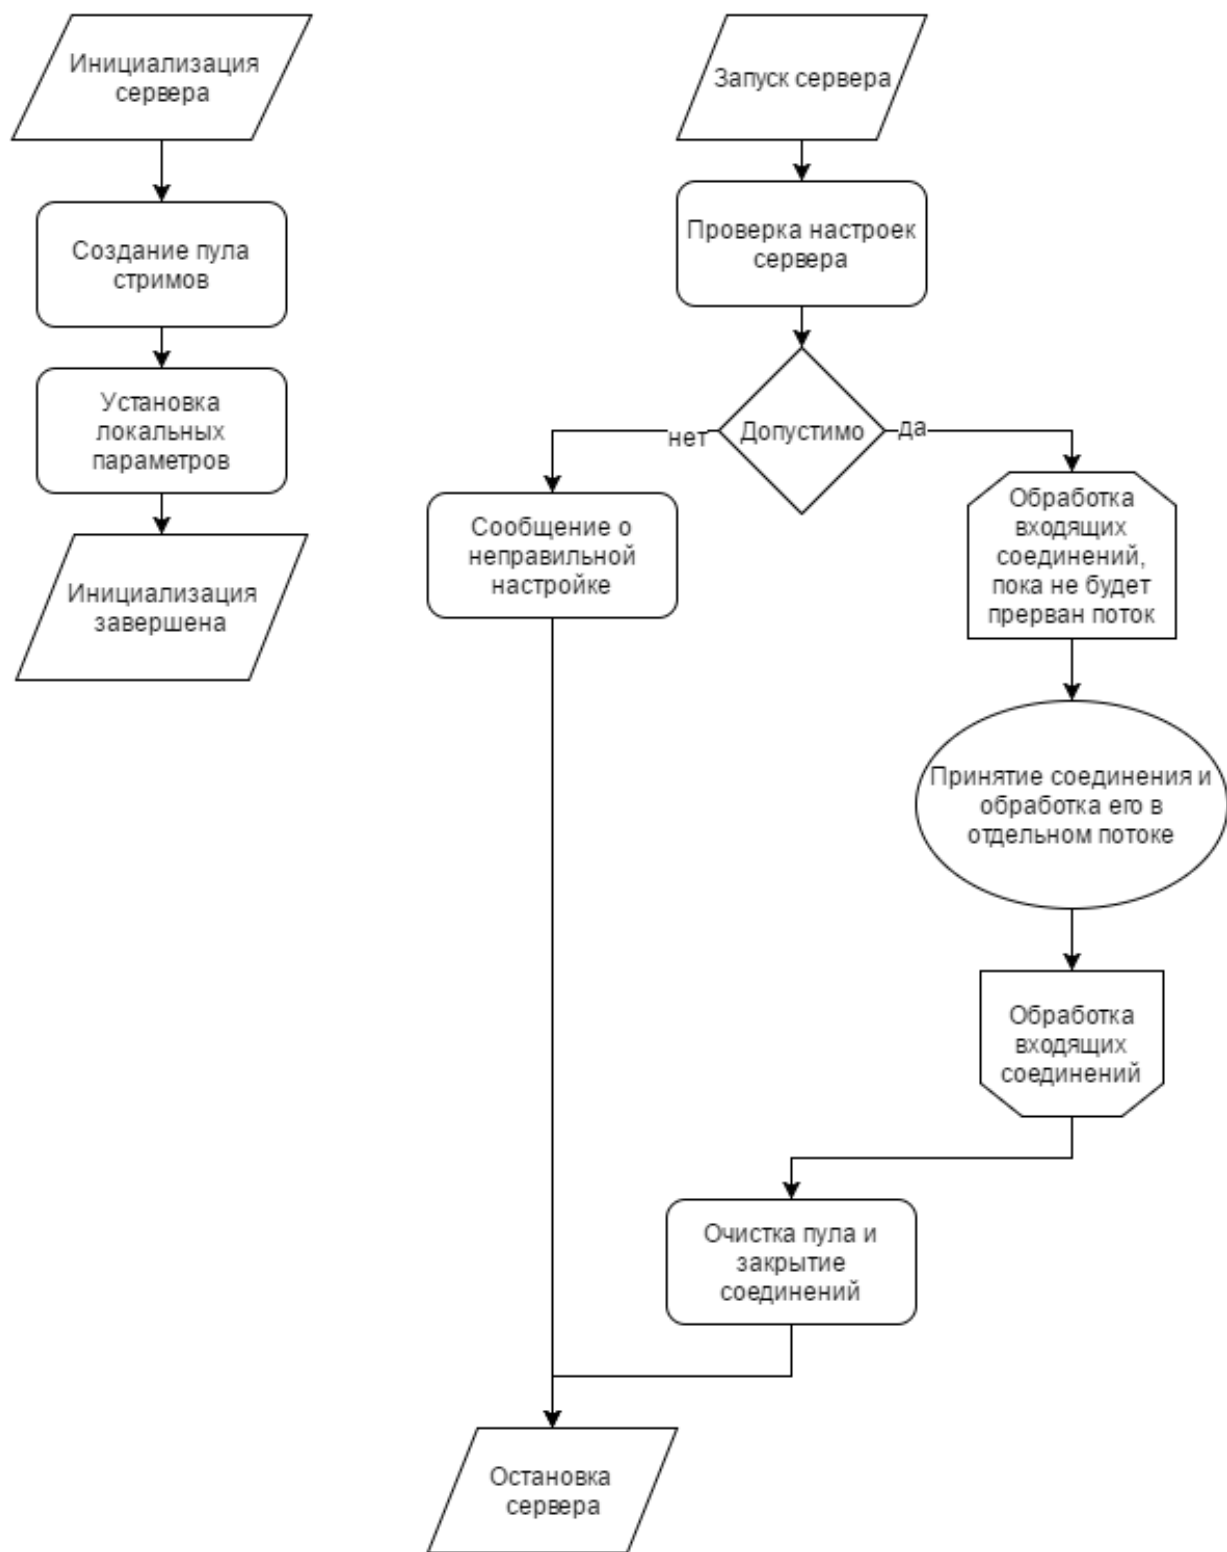 Инициализация
сервера
Создание пула
стримов
Установка
локальных
параметров
Инициализация
завершена
Запуск сервера
Проверка настроек
сервера
Допустимо
нет
да
Сообщение о
неправильной
настройке
Обработка
входящих
соединений,
пока не будет
прерван поток
Принятие соединения и
обработка его в
отдельном потоке
Обработка
входящих
соединений
Очистка пула и
закрытие
соединений
Остановка
сервера